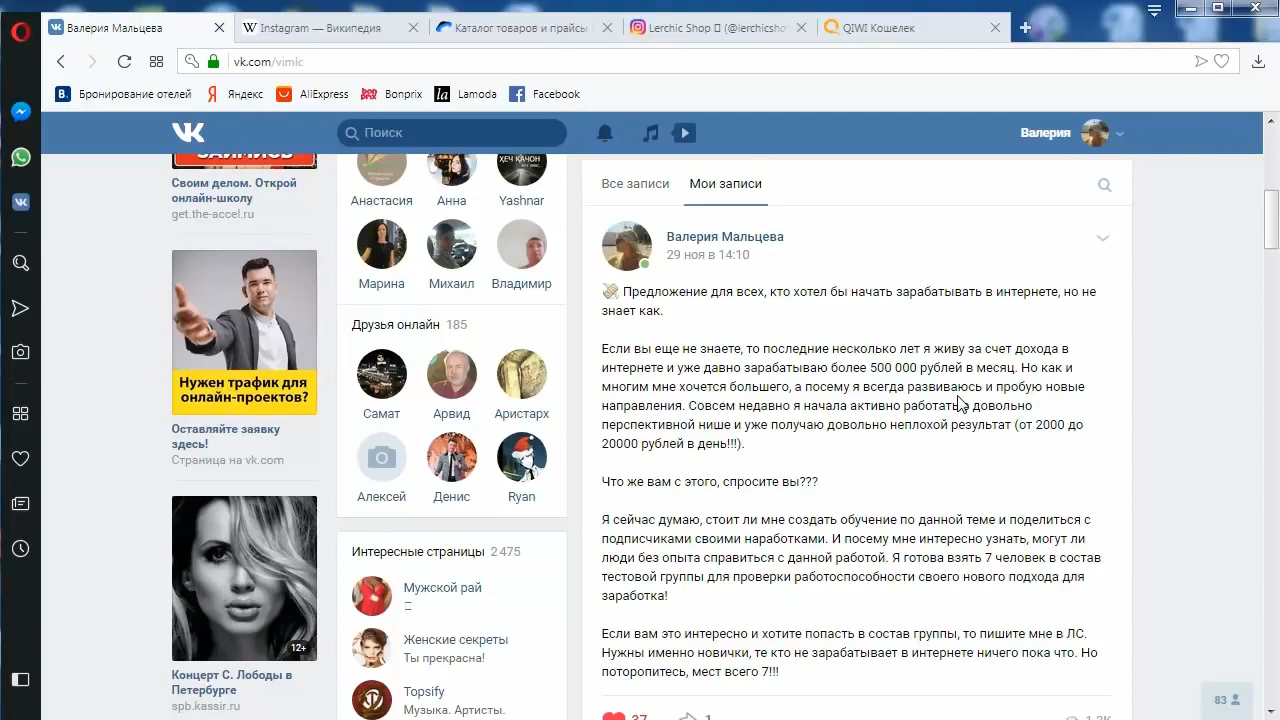 Валерия Мальцева
Instagram — Википедия
Каталог товаров и прайсы
Lerchic Shop
(@lerchicsho
QIWI Кошелек
vk.com/vimlc
Бронирование отелей
Яндекс
AliExpress
Bonprix
Lamoda
Facebook
Поиск
Валерия
ЗАПИСЬ
Своим делом. Открой
онлайн-школу
get.the-accel.ru
Нужен трафик для
онлайн-проектов?
Оставляйте заявку
здесь!
Страница на vk.com
12+
Концерт С. Лободы в
Петербурге
spb.kassir.ru
ҲЕЧ ҚАЧОН
Анастасия
Анна
Yashnar
Марина
Михаил
Владимир
Друзья онлайн 185
Самат
Арвид
Аристарх
Алексей
Денис
Ryan
Интересные страницы 2 475
Мужской рай
Женские секреты
Ты прекрасна!
Topsify
Музыка. Артисты.
Все записи
Мои записи
Валерия Мальцева
29 ноя в 14:10
Предложение для всех, кто хотел бы начать зарабатывать в интернете, но не
знает как.
Если вы еще не знаете, то последние несколько лет я живу за счет дохода в
интернете и уже давно зарабатываю более 500 000 рублей в месяц. Но как и
многим мне хочется большего, а посему я всегда развиваюсь и пробую новые
направления. Совсем недавно я начала активно работать в довольно
перспективной нише и уже получаю довольно неплохой результат (от 2000 до
20000 рублей в день!!!).
Что же вам с этого, спросите вы???
Я сейчас думаю, стоит ли мне создать обучение по данной теме и поделиться с
подписчиками своими наработками. И посему мне интересно узнать, могут ли
люди без опыта справиться с данной работой. Я готова взять 7 человек в состав
тестовой группы для проверки работоспособности своего нового подхода для
заработка!
Если вам это интересно и хотите попасть в состав группы, то пишите мне в ЛС.
Нужны именно новички, те кто не зарабатывает в интернете ничего пока что. Но
поторопитесь, мест всего 7!!!
37
1
1.2K
83